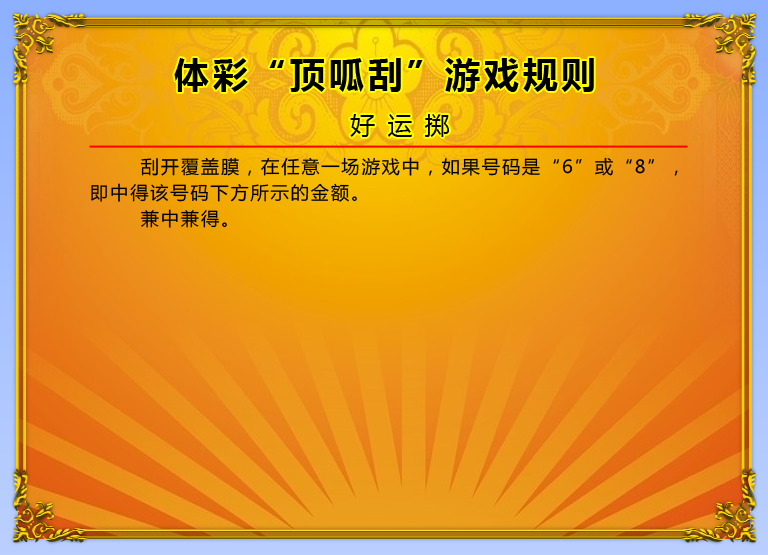 体彩“顶呱刮”游戏规则
好运掷
刮开覆盖膜，在任意一场游戏中，如果号码是“6”或“8”，
即中得该号码下方所示的金额。
兼中兼得。